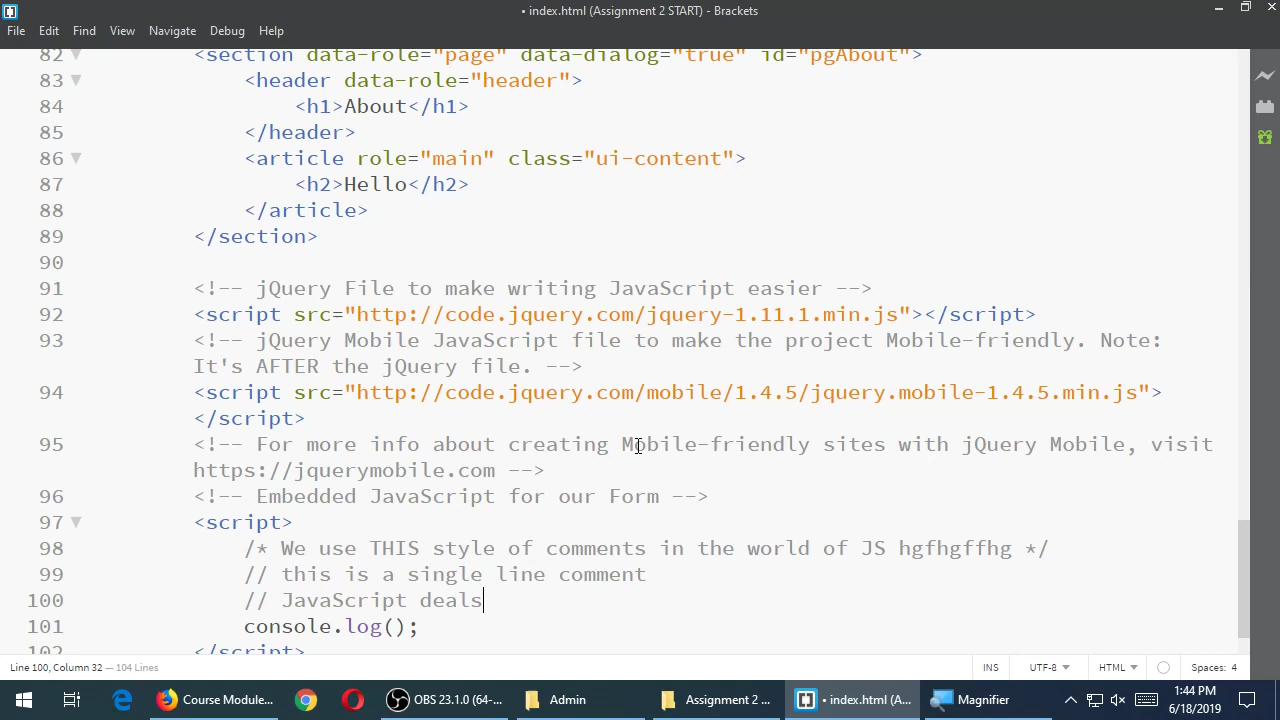 • index.html (Assignment 2 START) - Brackets
File Edit Find View Navigate Debug Help
82 <section data-role="page" data-dialog="true" id="pgAbout">
83 <header data-role="header">
84 <h1>About</h1>
85 </header>
86 <article role="main" class="ui-content">
87 <h2>Hello</h2>
88 </article>
89 </section>
90
91 <!-- jQuery File to make writing JavaScript easier -->
92 <script src="http://code.jquery.com/jquery-1.11.1.min.js"></script>
93 <!-- jQuery Mobile JavaScript file to make the project Mobile-friendly. Note:
It's AFTER the jQuery file. -->
94 <script src="http://code.jquery.com/mobile/1.4.5/jquery.mobile-1.4.5.min.js">
</script>
95 <!-- For more info about creating Mobile-friendly sites with jQuery Mobile, visit
https://jquerymobile.com -->
96 <!-- Embedded JavaScript for our Form -->
97 <script>
98 /* We use THIS style of comments in the world of JS hgfhgffhg */
99 // this is a single line comment
100 // JavaScript deals
101 console.log();
102 </script>
Line 100, Column 32 — 104 Lines INS UTF-8 HTML Spaces: 4
Course Module... OBS 23.1.0 (64-... Admin Assignment 2 ... • index.html (A... Magnifier 1:44 PM
6/18/2019